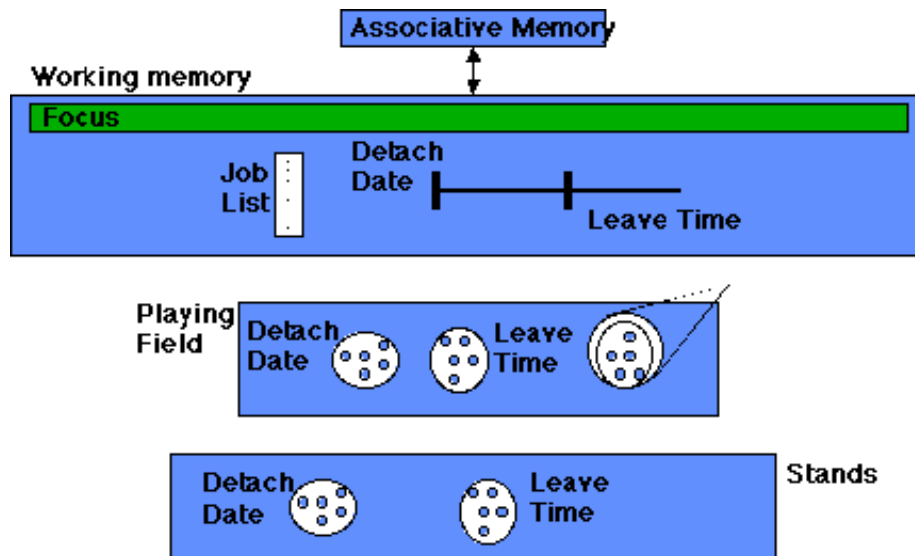 Associative Memory
Working memory
Focus
Job
List
Detach
Date
Leave Time
Playing
Field
Detach
Date
Leave
Time
Detach
Date
Leave
Time
Stands